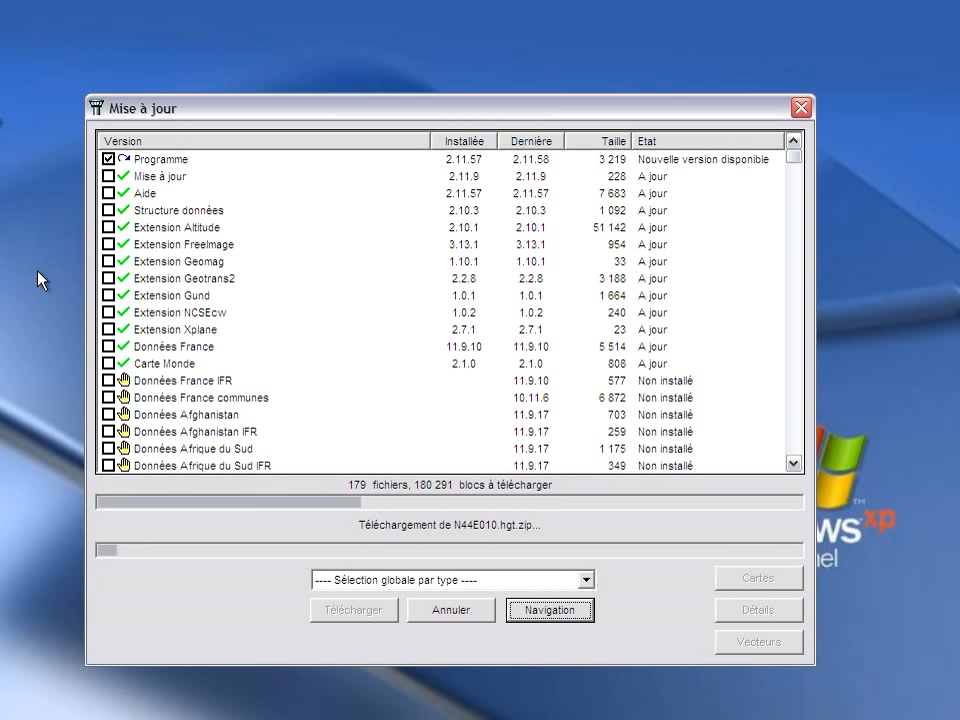 Mise à jour
Version Installée Dernière Taille Etat
Programme 2.11.57 2.11.58 3 219 Nouvelle version disponible
Mise à jour 2.11.9 2.11.9 228 A jour
Aide 2.11.57 2.11.57 7 683 A jour
Structure données 2.10.3 2.10.3 1 092 A jour
Extension Altitude 2.10.1 2.10.1 51 142 A jour
Extension FreeImage 3.13.1 3.13.1 954 A jour
Extension Geomag 1.10.1 1.10.1 33 A jour
Extension Geotrans2 2.2.8 2.2.8 3 188 A jour
Extension Gund 1.0.1 1.0.1 1 664 A jour
Extension NCSEcw 1.0.2 1.0.2 240 A jour
Extension Xplane 2.7.1 2.7.1 23 A jour
Données France 11.9.10 11.9.10 5 514 A jour
Carte Monde 2.1.0 2.1.0 808 A jour
Données France IFR 11.9.10 577 Non installé
Données France communes 10.11.6 6 872 Non installé
Données Afghanistan 11.9.17 703 Non installé
Données Afghanistan IFR 11.9.17 259 Non installé
Données Afrique du Sud 11.9.17 1 175 Non installé
Données Afrique du Sud IFR 11.9.17 349 Non installé
179 fichiers, 180 291 blocs à télécharger
Téléchargement de N44E010.hgt.zip...
---- Sélection globale par type ----
Télécharger Annuler Navigation
Cartes
Détails
Vecteurs
TM
ws xp
nel